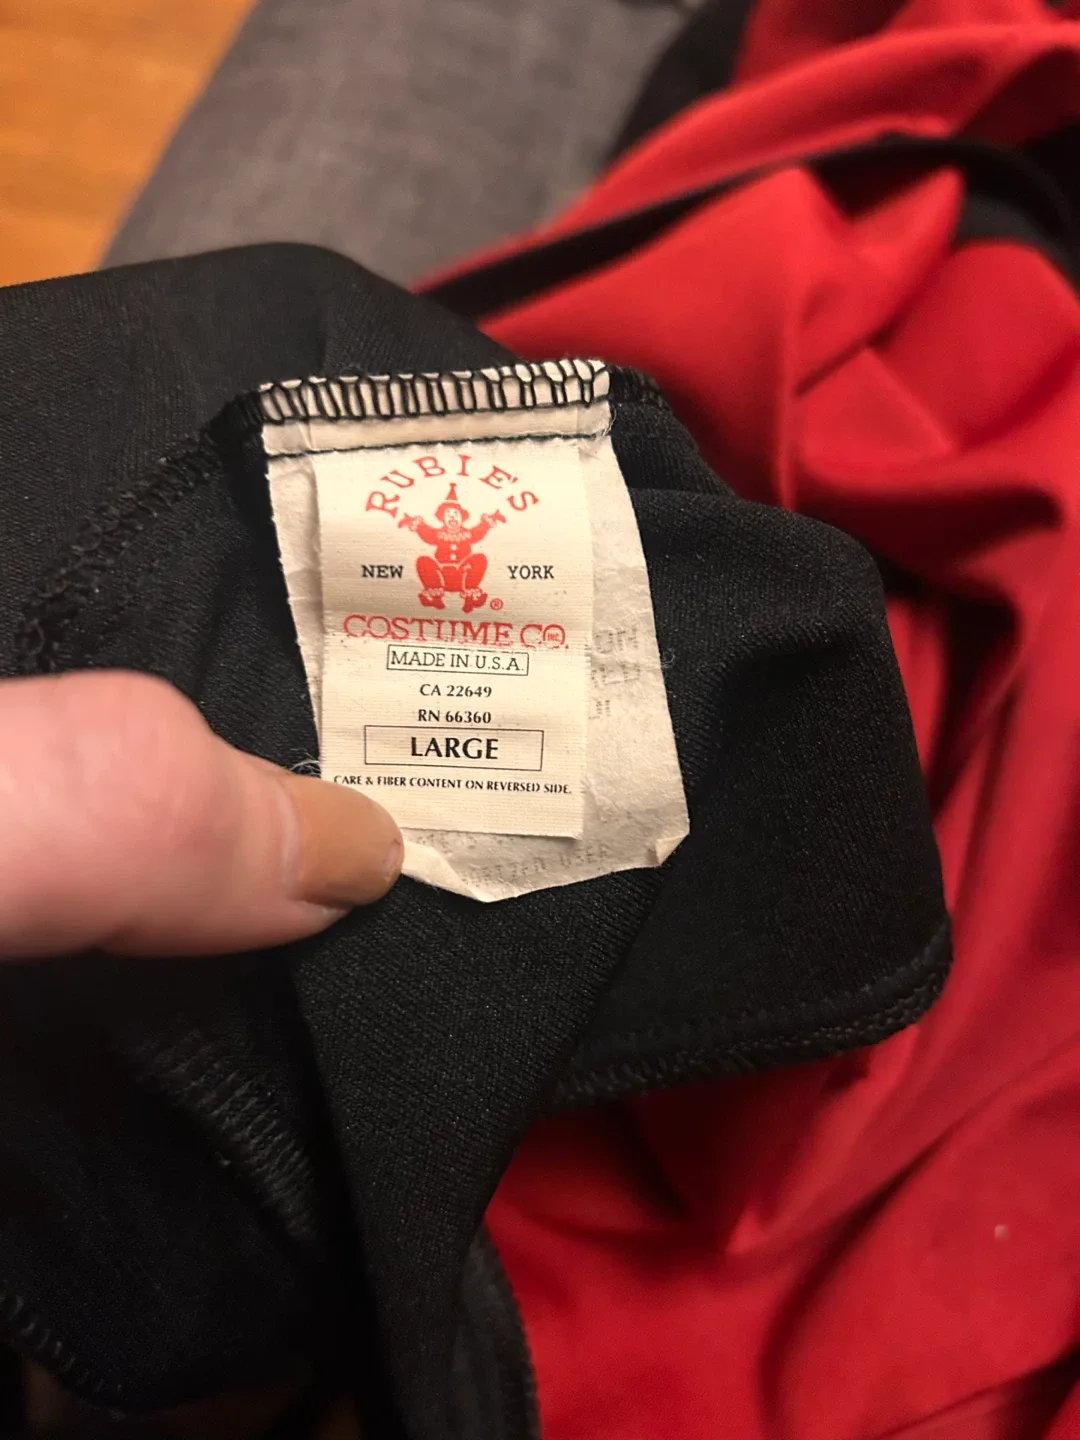 RUBIE'S
NEW YORK
®
COSTUME CO. INC.
MADE IN U.S.A.
CA 22649
RN 66360
LARGE
CARE & FIBER CONTENT ON REVERSED SIDE.
USER